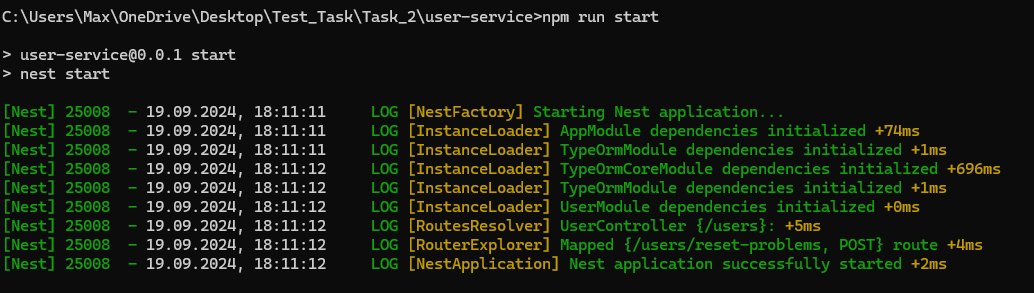 C:\Users\Max\OneDrive\Desktop\Test_Task\Task_2\user-service>npm run start
> user-service@0.0.1 start
> nest start
[Nest] 25008  - 19.09.2024, 18:11:11     LOG [NestFactory] Starting Nest application...
[Nest] 25008  - 19.09.2024, 18:11:11     LOG [InstanceLoader] AppModule dependencies initialized +74ms
[Nest] 25008  - 19.09.2024, 18:11:11     LOG [InstanceLoader] TypeOrmModule dependencies initialized +1ms
[Nest] 25008  - 19.09.2024, 18:11:12     LOG [InstanceLoader] TypeOrmCoreModule dependencies initialized +696ms
[Nest] 25008  - 19.09.2024, 18:11:12     LOG [InstanceLoader] TypeOrmModule dependencies initialized +1ms
[Nest] 25008  - 19.09.2024, 18:11:12     LOG [InstanceLoader] UserModule dependencies initialized +0ms
[Nest] 25008  - 19.09.2024, 18:11:12     LOG [RoutesResolver] UserController {/users}: +5ms
[Nest] 25008  - 19.09.2024, 18:11:12     LOG [RouterExplorer] Mapped {/users/reset-problems, POST} route +4ms
[Nest] 25008  - 19.09.2024, 18:11:12     LOG [NestApplication] Nest application successfully started +2ms